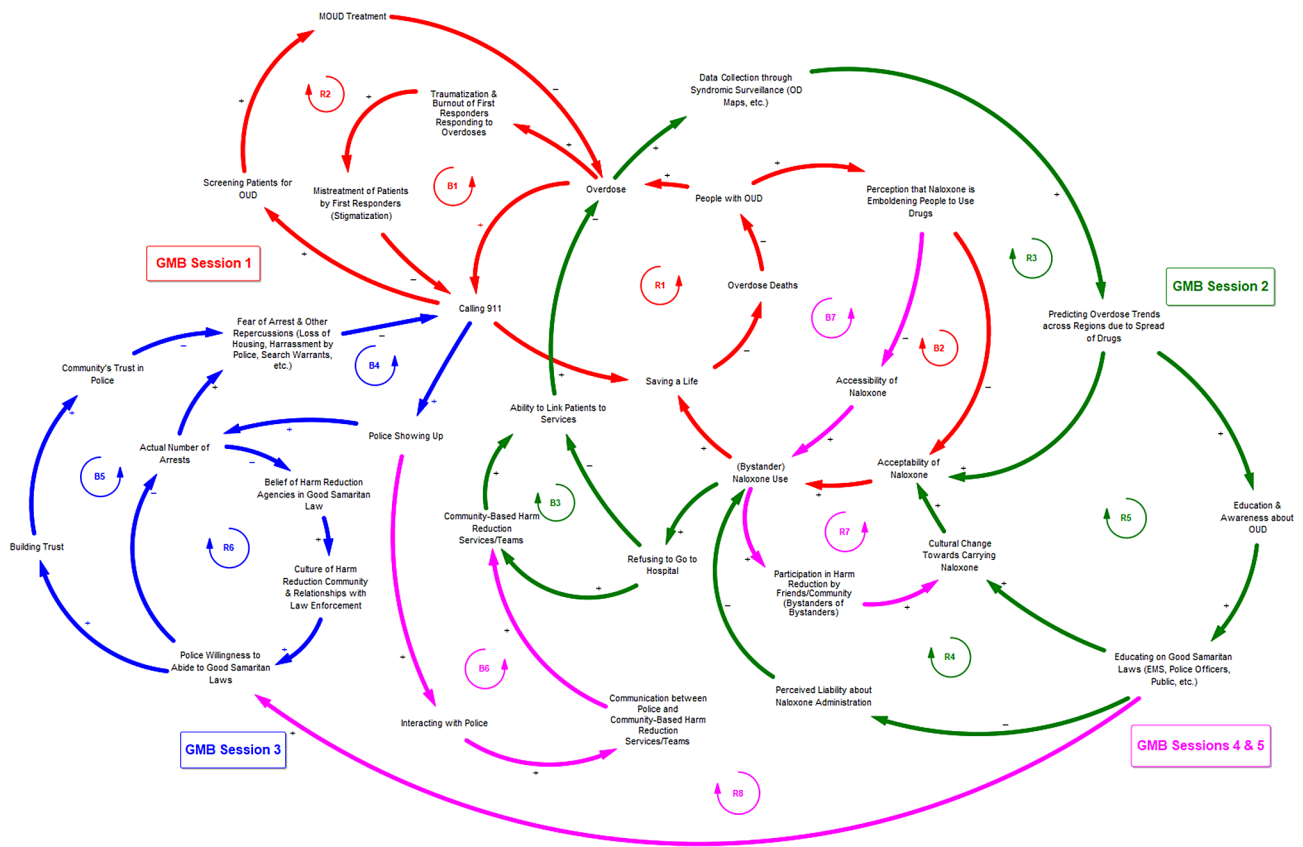 MOUD Treatment
R2
Traumatization &
Burnout of First
Responders
Responding to
Overdoses
Data Collection through
Syndromic Surveillance (OD
Maps, etc.)
Screening Patients for
OUD
Mistreatment of Patients
by First Responders
(Stigmatization)
B1
Overdose
People with OUD
Perception that Naloxone is
Emboldening People to Use
Drugs
GMB Session 1
R1
Overdose Deaths
R3
GMB Session 2
Calling 911
Fear of Arrest & Other
Repercussions (Loss of
Housing, Harrassment by
Police, Search Warrants,
etc.)
B7
Predicting Overdose Trends
across Regions due to Spread
of Drugs
B2
Community's Trust in
Police
B4
Saving a Life
Accessibility of
Naloxone
Ability to Link Patients to
Services
Actual Number of
Arrests
Police Showing Up
B5
Belief of Harm Reduction
Agencies in Good Samaritan
Law
(Bystander)
Naloxone Use
Acceptability of
Naloxone
B3
Community-Based Harm
Reduction
Services/Teams
Education &
Awareness about
OUD
R5
R7
Building Trust
R6
Refusing to Go to
Hospital
Cultural Change
Towards Carrying
Naloxone
Culture of Harm
Reduction Community
& Relationships with
Law Enforcement
Participation in Harm
Reduction by
Friends/Community
(Bystanders of
Bystanders)
Police Willingness to
Abide to Good Samaritan
Laws
B6
R4
Educating on Good Samaritan
Laws (EMS, Police Officers,
Public, etc.)
Interacting with Police
Communication between
Police and
Community-Based Harm
Reduction
Services/Teams
Perceived Liability about
Naloxone Administration
GMB Session 3
GMB Sessions 4 & 5
R8